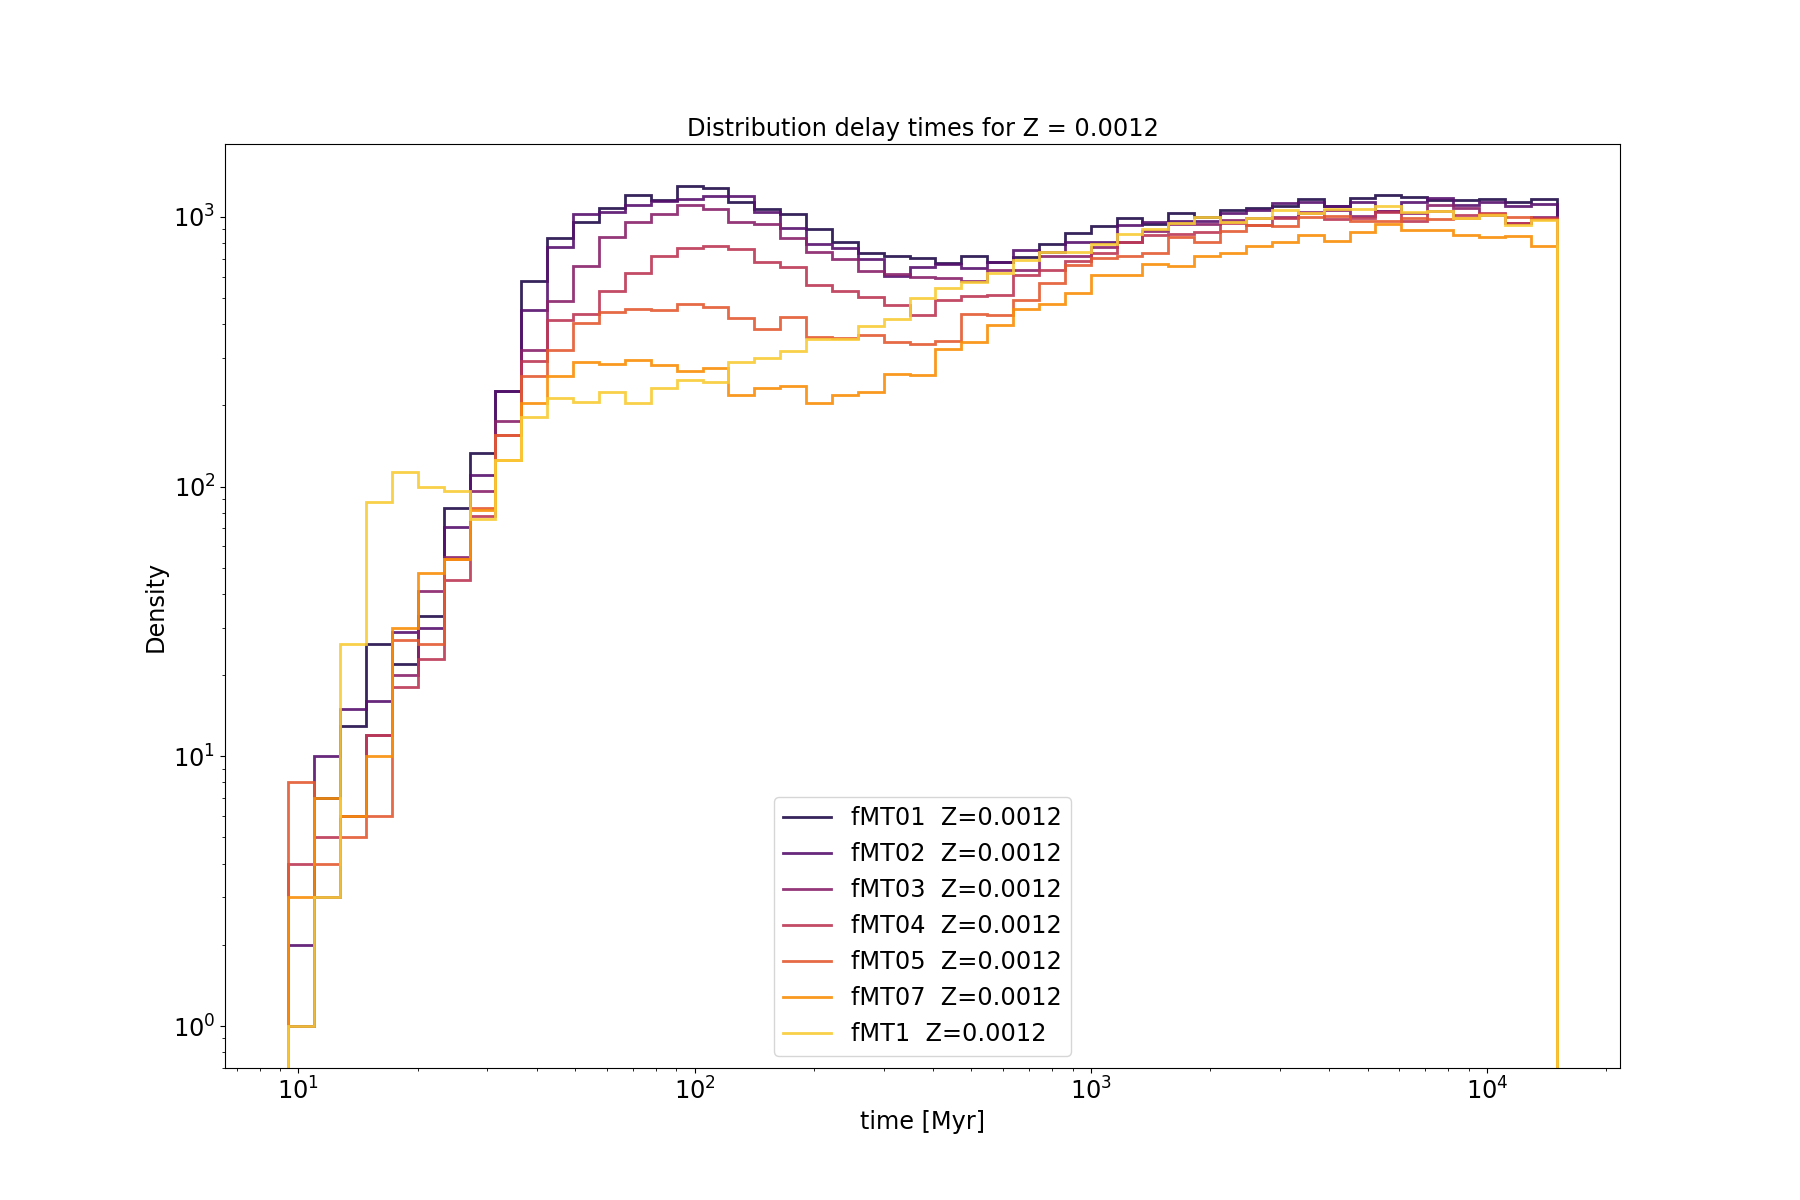 Distribution delay times for Z = 0.0012
Density
10³
10²
10¹
10⁰
fMT01 Z=0.0012
fMT02 Z=0.0012
fMT03 Z=0.0012
fMT04 Z=0.0012
fMT05 Z=0.0012
fMT07 Z=0.0012
fMT1 Z=0.0012
10¹ 10² 10³ 10⁴
time [Myr]